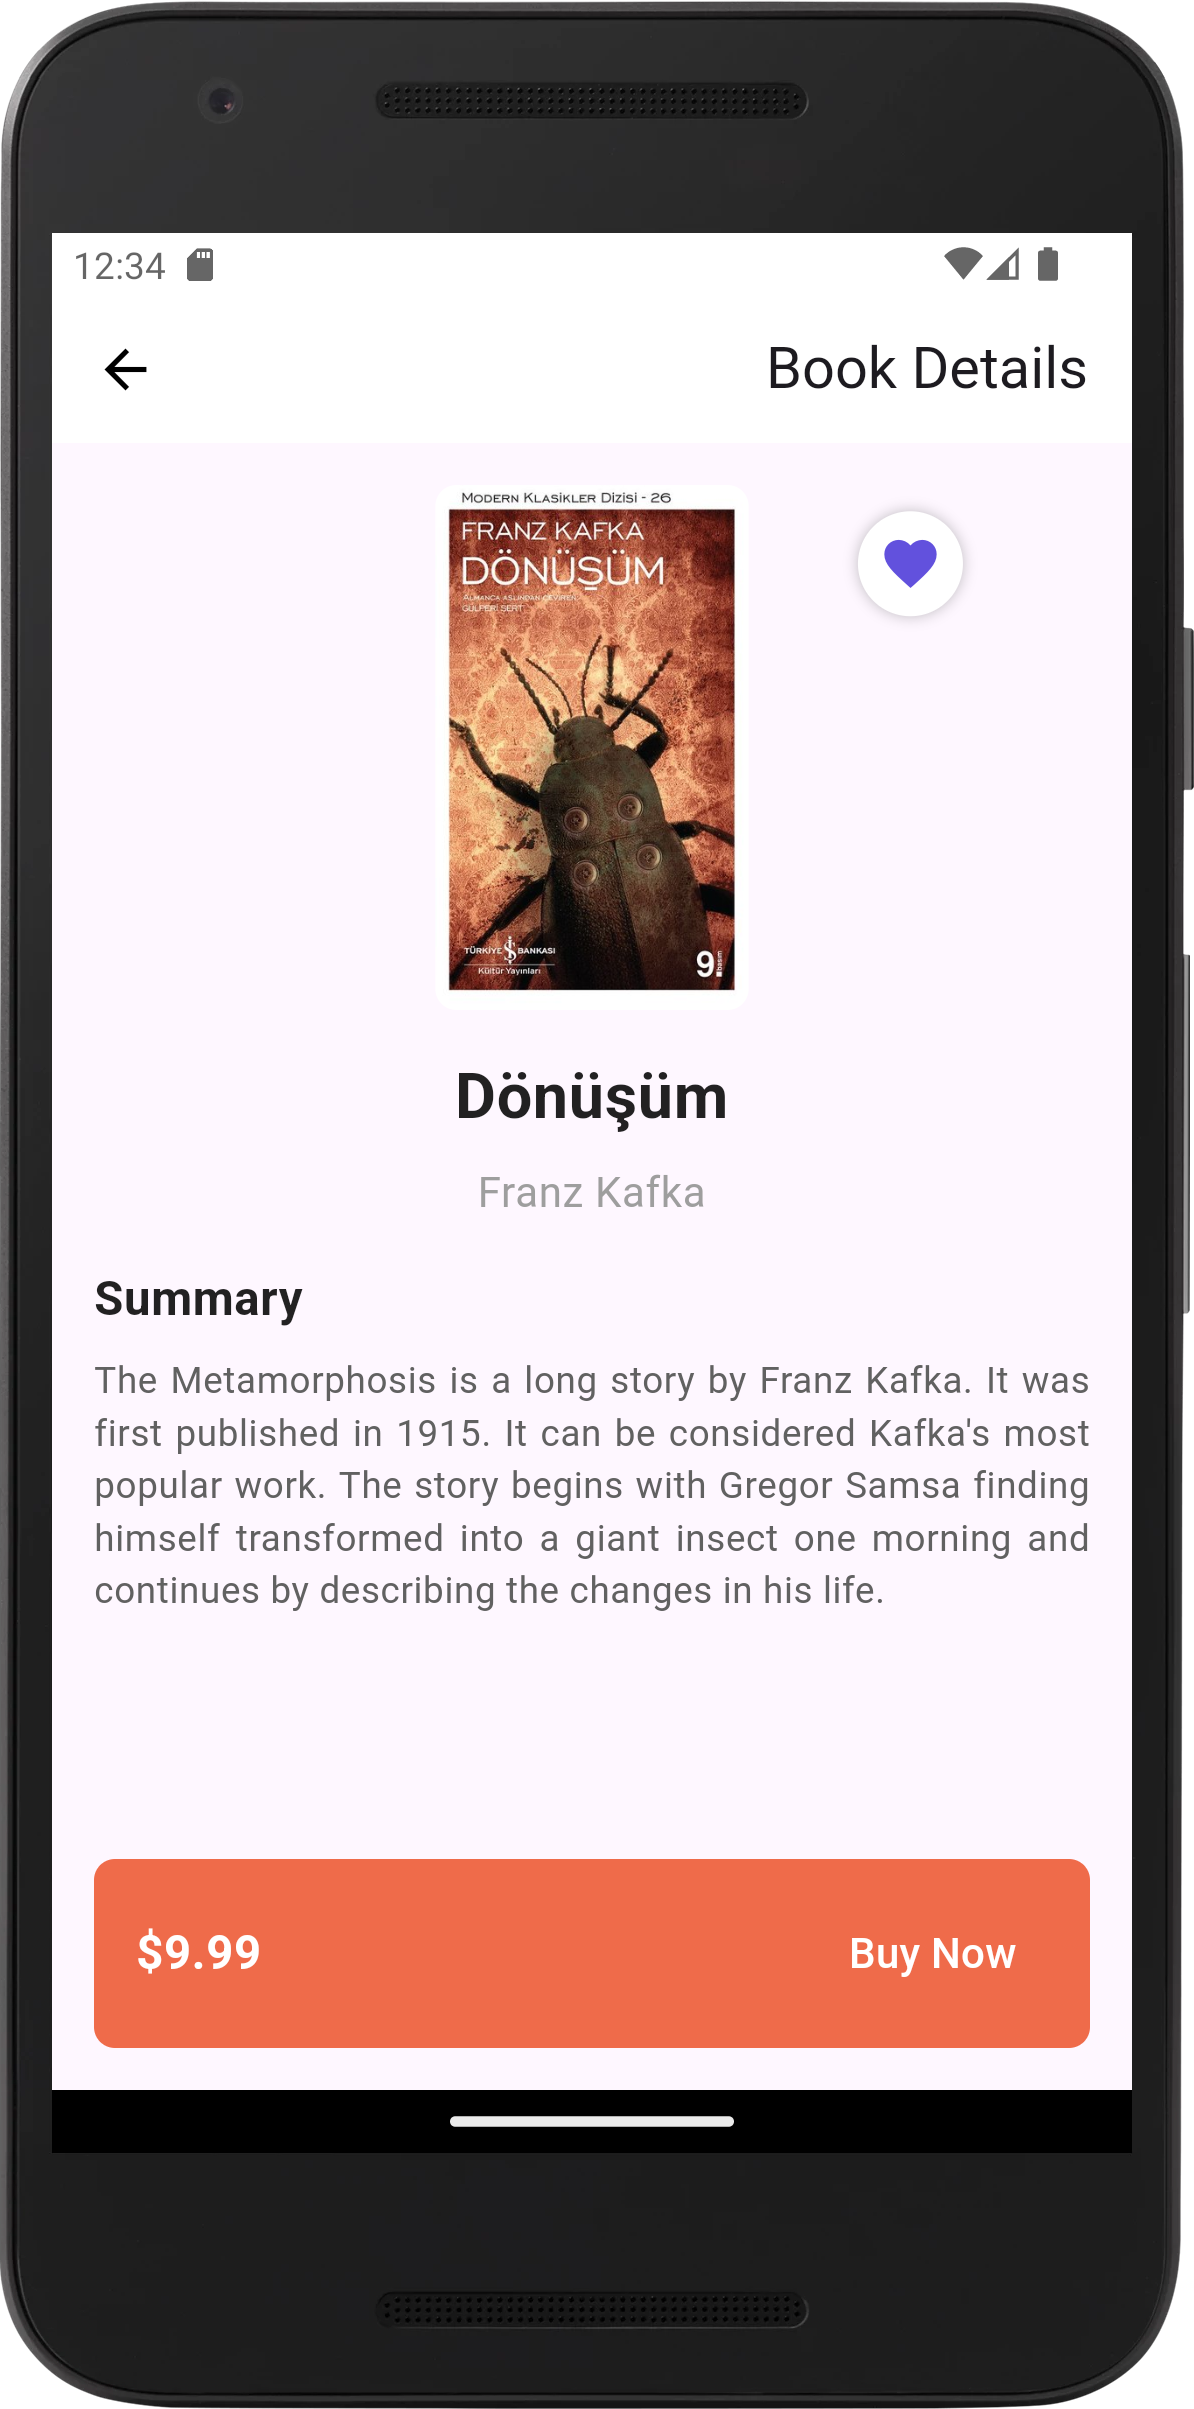 12:34
Book Details
MODERN KLASİKLER DİZİSİ - 26
FRANZ KAFKA
DÖNÜŞÜM
ALMANCA ASLINDAN ÇEVİREN:
GÜLPERİ SERT
TÜRKİYE İŞ BANKASI
Kültür Yayınları
9. basım
Dönüşüm
Franz Kafka
Summary
The Metamorphosis is a long story by Franz Kafka. It was
first published in 1915. It can be considered Kafka's most
popular work. The story begins with Gregor Samsa finding
himself transformed into a giant insect one morning and
continues by describing the changes in his life.
$9.99
Buy Now